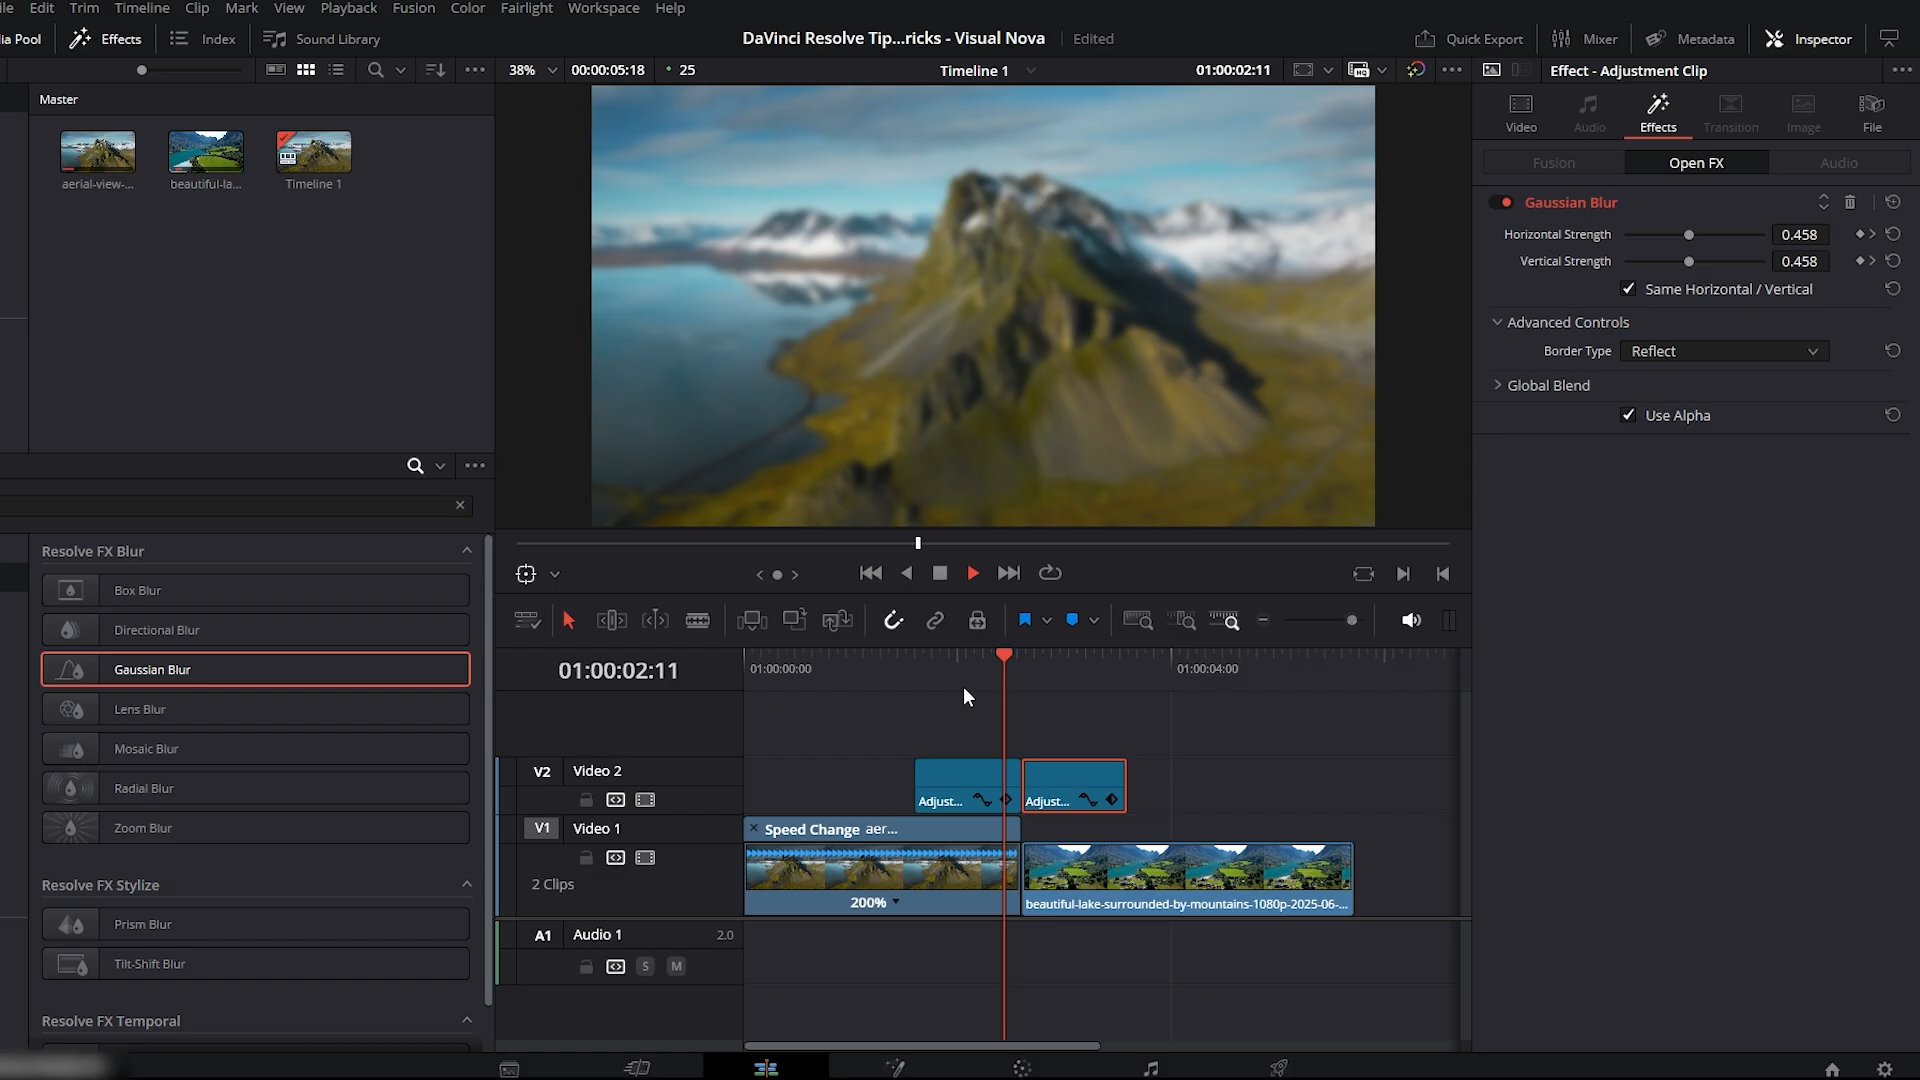 Edit Trim Timeline Clip Mark View Playback Fusion Color Fairlight Workspace Help
ia Pool Effects Index Sound Library DaVinci Resolve Tip...ricks - Visual Nova Edited Quick Export Mixer Metadata Inspector
38% 00:00:05:18 25 Timeline 1 01:00:02:11 HQ Effect - Adjustment Clip
Master
aerial-view-... beautiful-la... Timeline 1
Video Audio Effects Transition Image File
Fusion Open FX Audio
Gaussian Blur
Horizontal Strength 0.458
Vertical Strength 0.458
Same Horizontal / Vertical
Advanced Controls
Border Type Reflect
Global Blend
Use Alpha
Resolve FX Blur
Box Blur
Directional Blur
Gaussian Blur
Lens Blur
Mosaic Blur
Radial Blur
Zoom Blur
Resolve FX Stylize
Prism Blur
Tilt-Shift Blur
Resolve FX Temporal
01:00:02:11 01:00:00:00 01:00:04:00
V2 Video 2
Adjust... Adjust...
V1 Video 1
Speed Change aer...
2 Clips
200% beautiful-lake-surrounded-by-mountains-1080p-2025-06-...
A1 Audio 1 2.0
S M